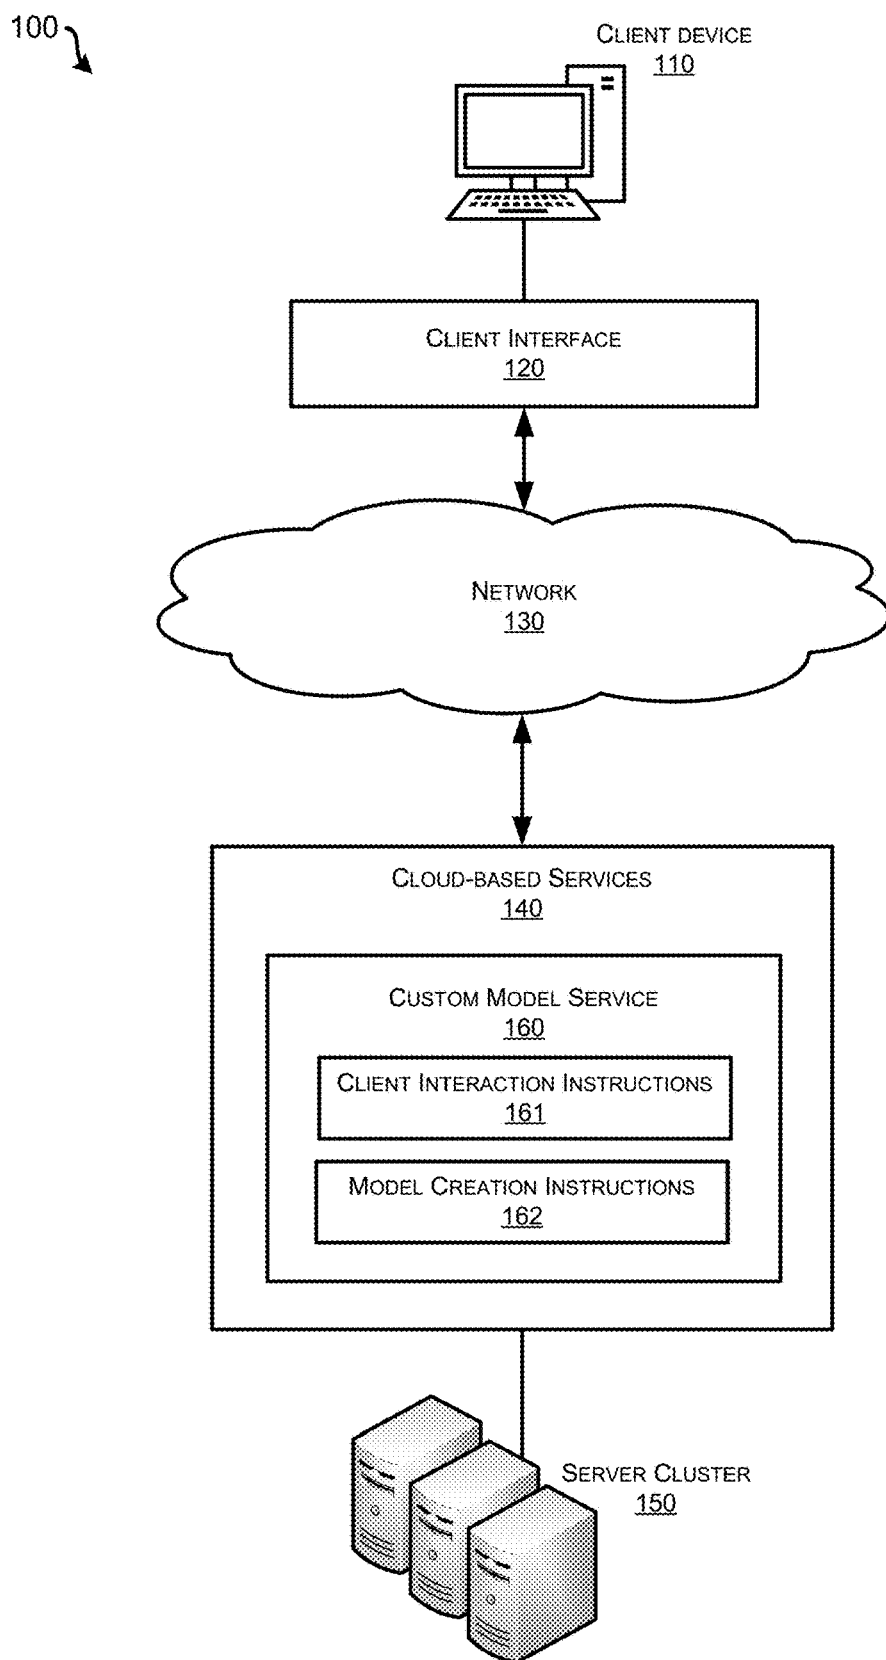 100
CLIENT DEVICE
110
CLIENT INTERFACE
120
NETWORK
130
CLOUD-BASED SERVICES
140
CUSTOM MODEL SERVICE
160
CLIENT INTERACTION INSTRUCTIONS
161
MODEL CREATION INSTRUCTIONS
162
SERVER CLUSTER
150